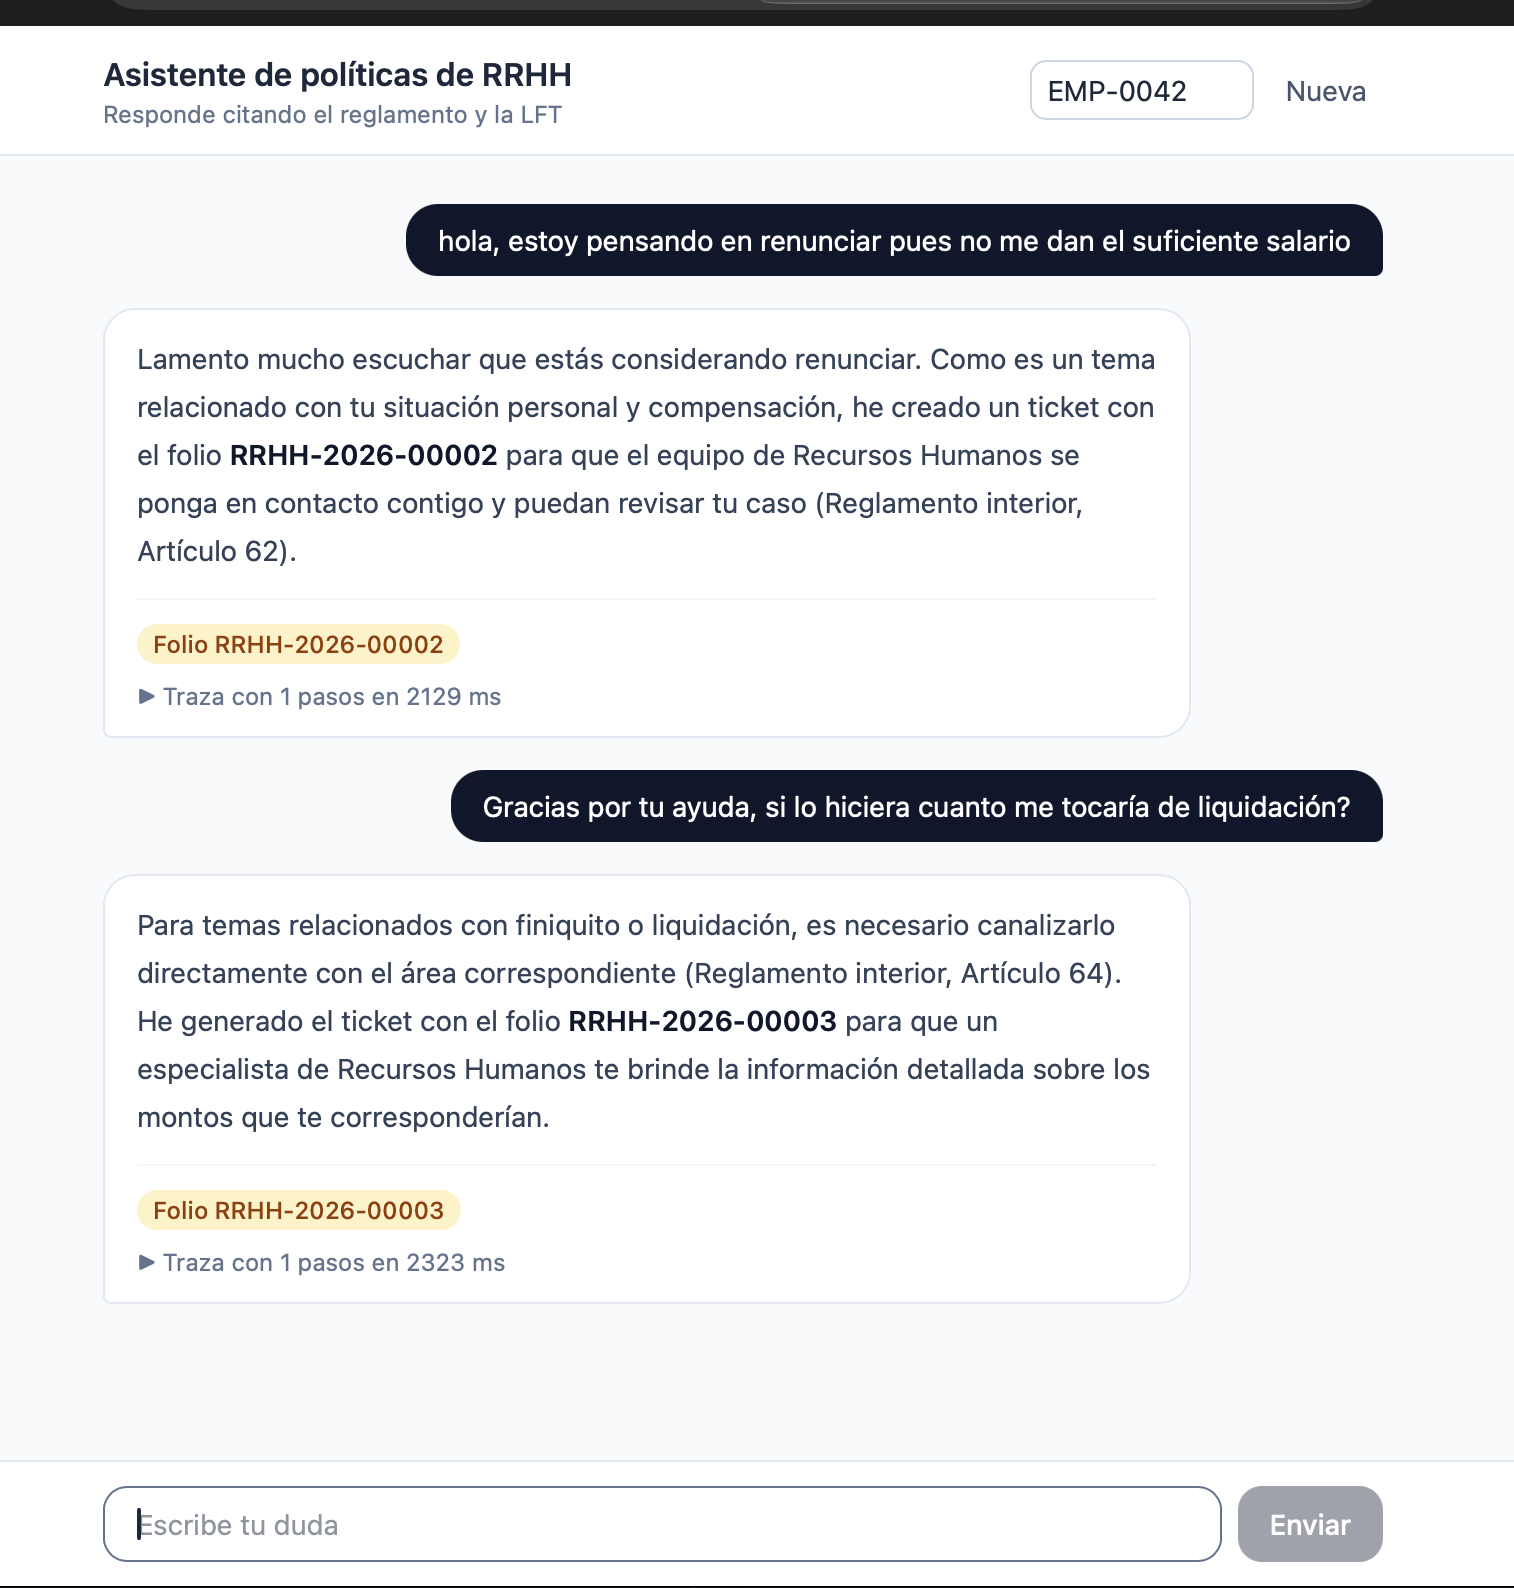 Asistente de políticas de RRHH
Responde citando el reglamento y la LFT
EMP-0042
Nueva
hola, estoy pensando en renunciar pues no me dan el suficiente salario
Lamento mucho escuchar que estás considerando renunciar. Como es un tema
relacionado con tu situación personal y compensación, he creado un ticket con
el folio RRHH-2026-00002 para que el equipo de Recursos Humanos se
ponga en contacto contigo y puedan revisar tu caso (Reglamento interior,
Artículo 62).
Folio RRHH-2026-00002
▶ Traza con 1 pasos en 2129 ms
Gracias por tu ayuda, si lo hiciera cuanto me tocaría de liquidación?
Para temas relacionados con finiquito o liquidación, es necesario canalizarlo
directamente con el área correspondiente (Reglamento interior, Artículo 64).
He generado el ticket con el folio RRHH-2026-00003 para que un
especialista de Recursos Humanos te brinde la información detallada sobre los
montos que te corresponderían.
Folio RRHH-2026-00003
▶ Traza con 1 pasos en 2323 ms
Escribe tu duda
Enviar